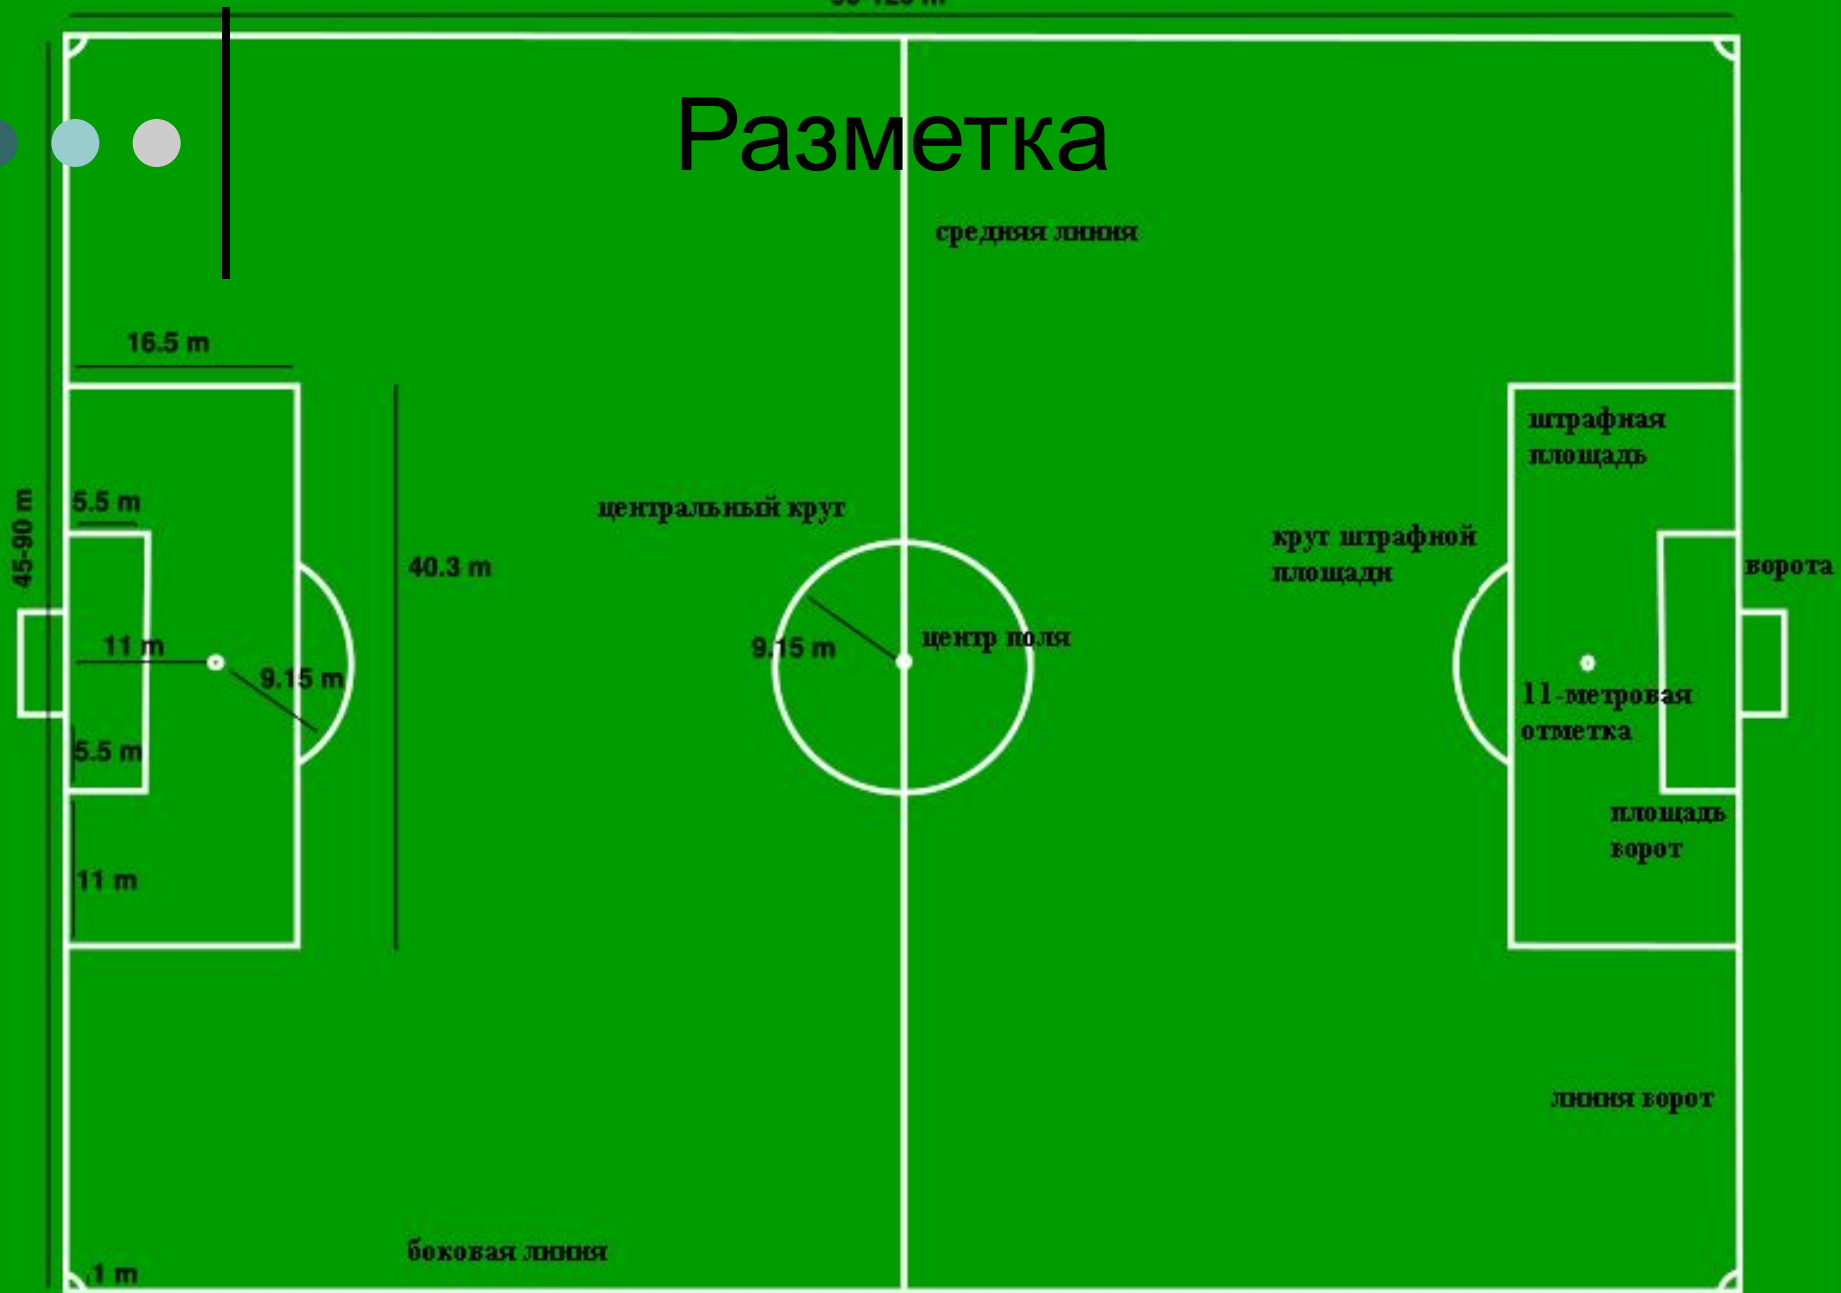 Разметка
средняя линия
16.5 m
штрафная
площадь
5.5 m
центральный круг
45-90 m
40.3 m
круг штрафной
площади
ворота
11 m
9.15 m
9.15 m
центр поля
11-метровая
отметка
5.5 m
площадь
ворот
11 m
линия ворот
боковая линия
1 m